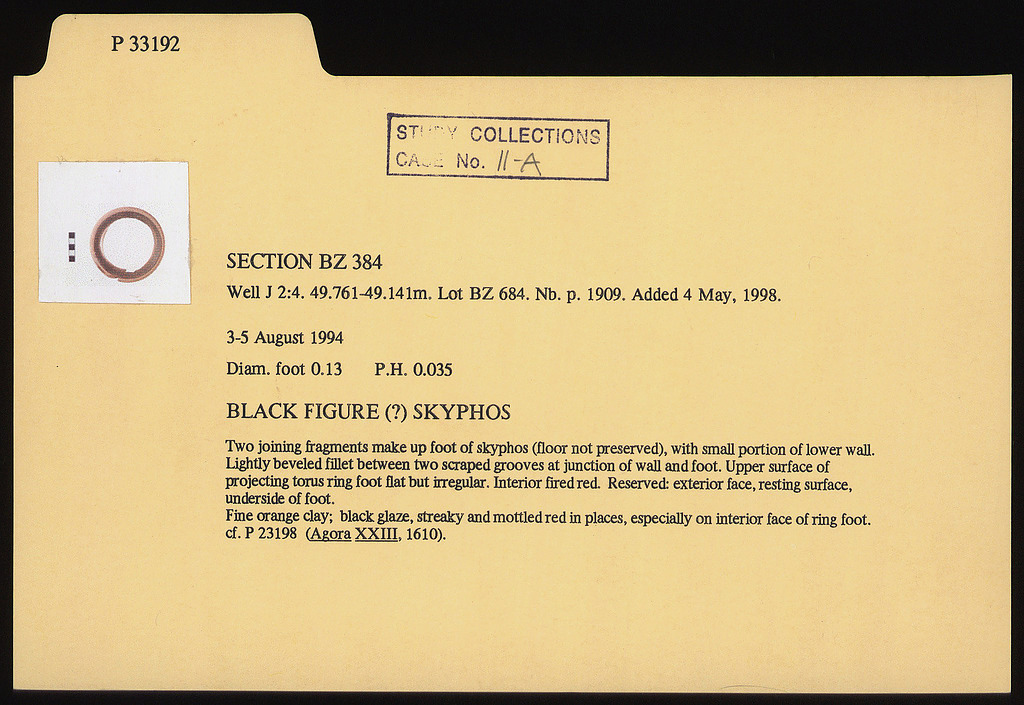 P 33192
STUDY COLLECTIONS
CASE No. 11-A
SECTION BZ 384
Well J 2:4. 49.761-49.141m. Lot BZ 684. Nb. p. 1909. Added 4 May, 1998.
3-5 August 1994
Diam. foot 0.13 P.H. 0.035
BLACK FIGURE (?) SKYPHOS
Two joining fragments make up foot of skyphos (floor not preserved), with small portion of lower wall.
Lightly beveled fillet between two scraped grooves at junction of wall and foot. Upper surface of
projecting torus ring foot flat but irregular. Interior fired red. Reserved: exterior face, resting surface,
underside of foot.
Fine orange clay; black glaze, streaky and mottled red in places, especially on interior face of ring foot.
cf. P 23198 (Agora XXIII, 1610).